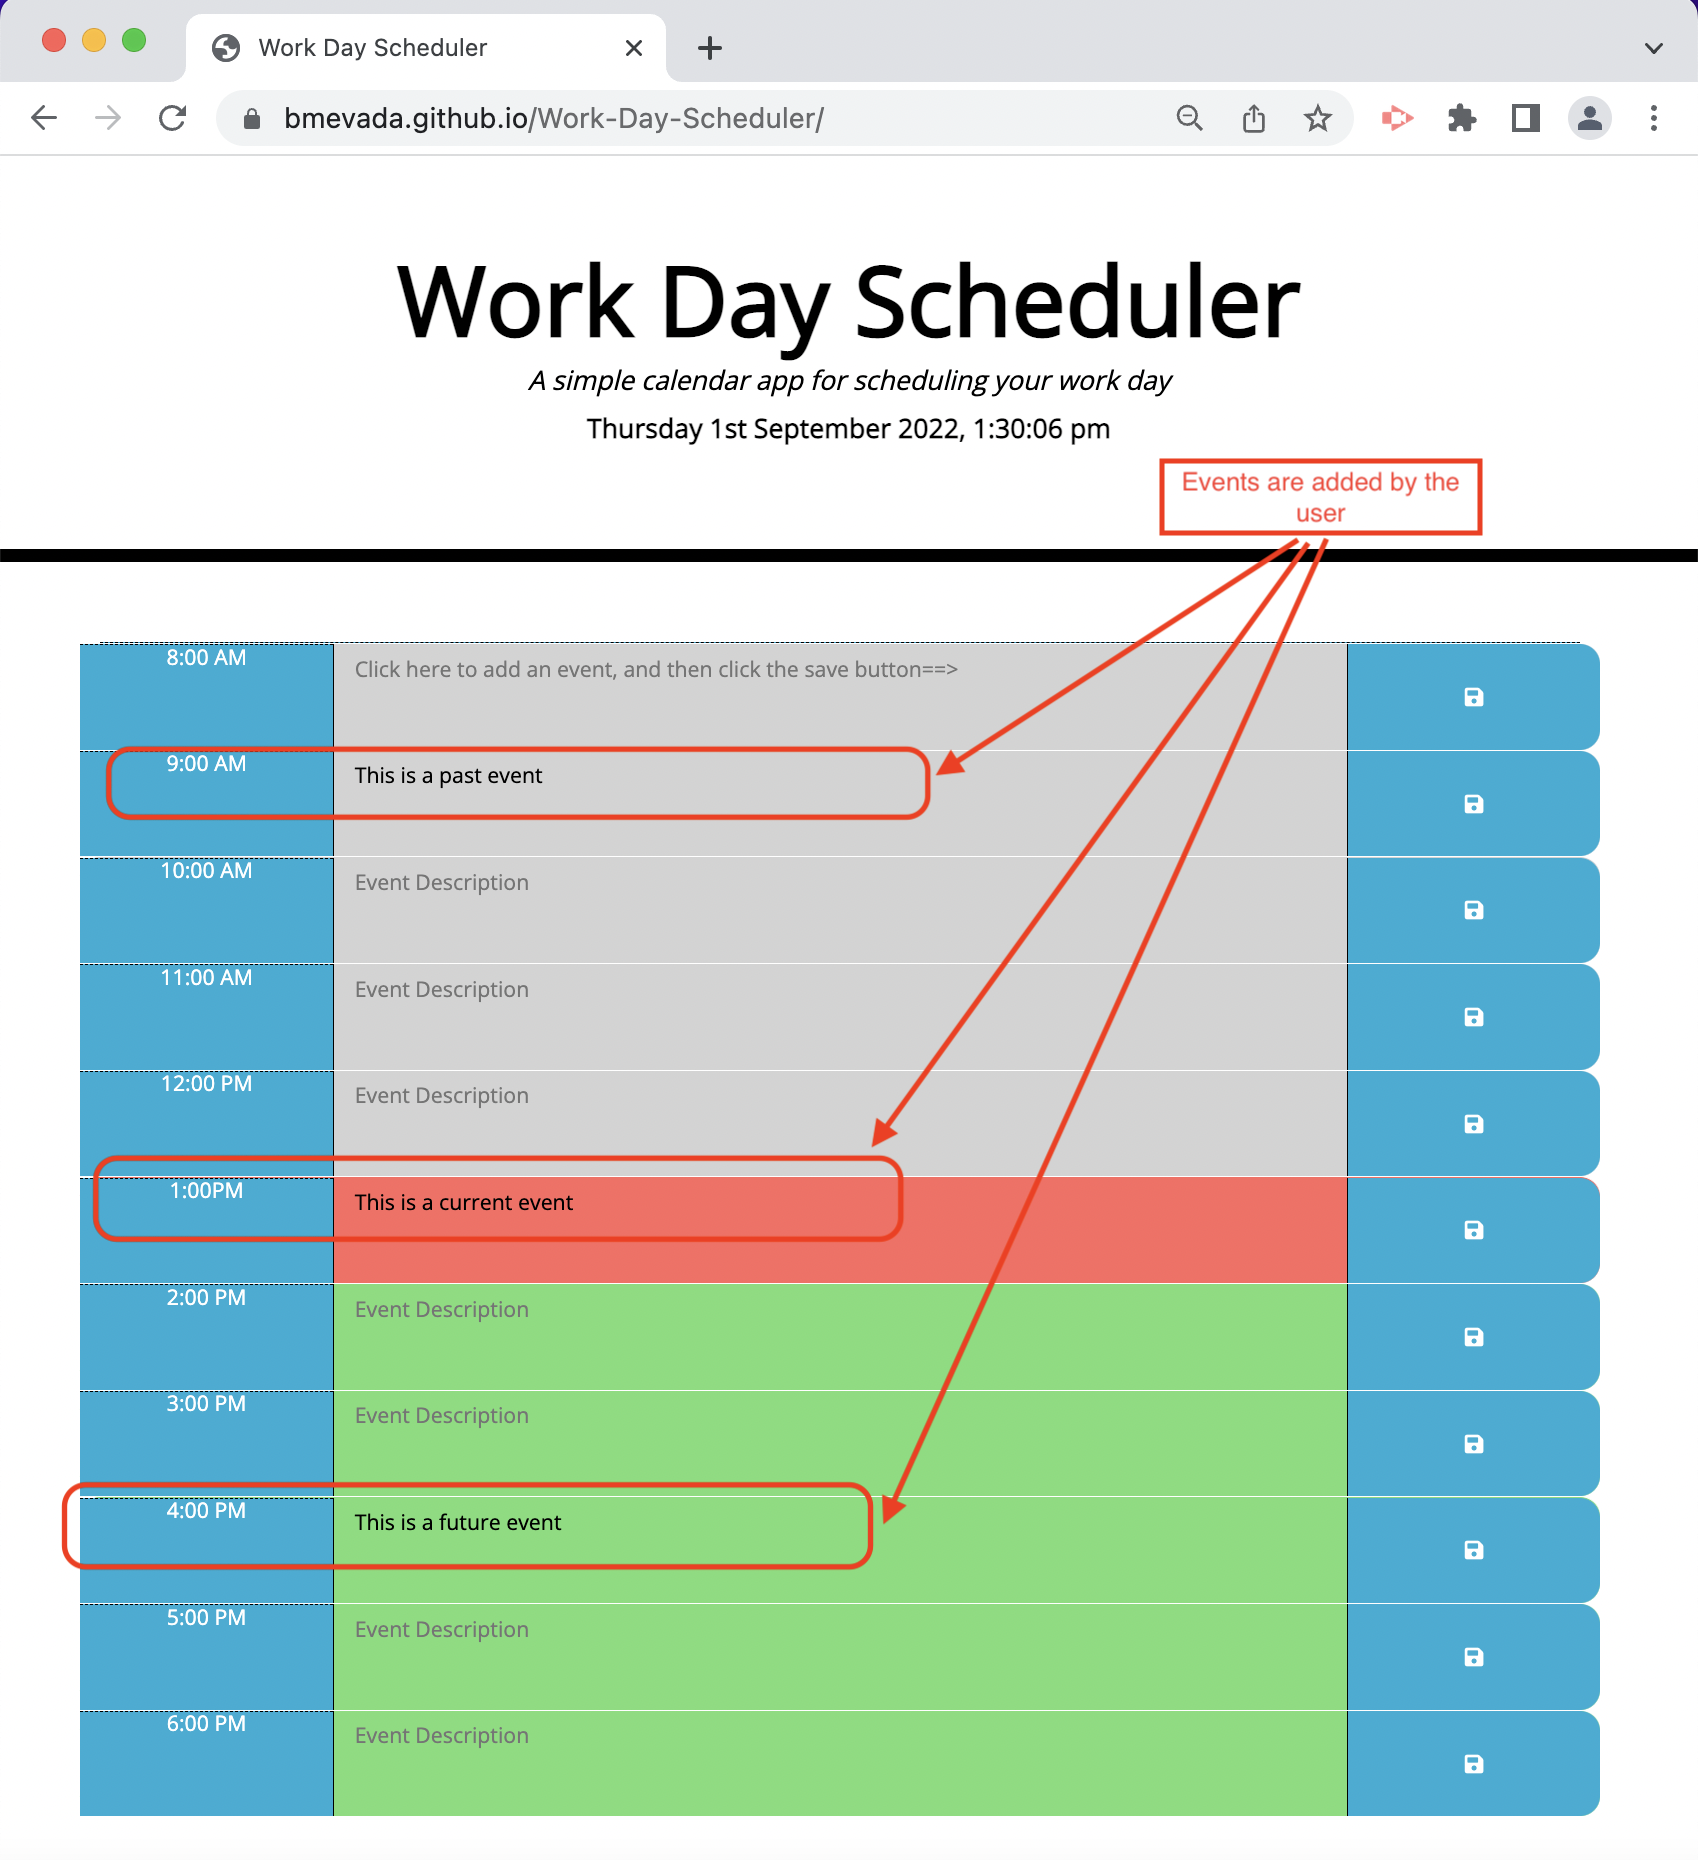 Work Day Scheduler
bmevada.github.io/Work-Day-Scheduler/
Work Day Scheduler
A simple calendar app for scheduling your work day
Thursday 1st September 2022, 1:30:06 pm
Events are added by the
user
8:00 AM
Click here to add an event, and then click the save button==>
9:00 AM
This is a past event
10:00 AM
Event Description
11:00 AM
Event Description
12:00 PM
Event Description
1:00PM
This is a current event
2:00 PM
Event Description
3:00 PM
Event Description
4:00 PM
This is a future event
5:00 PM
Event Description
6:00 PM
Event Description